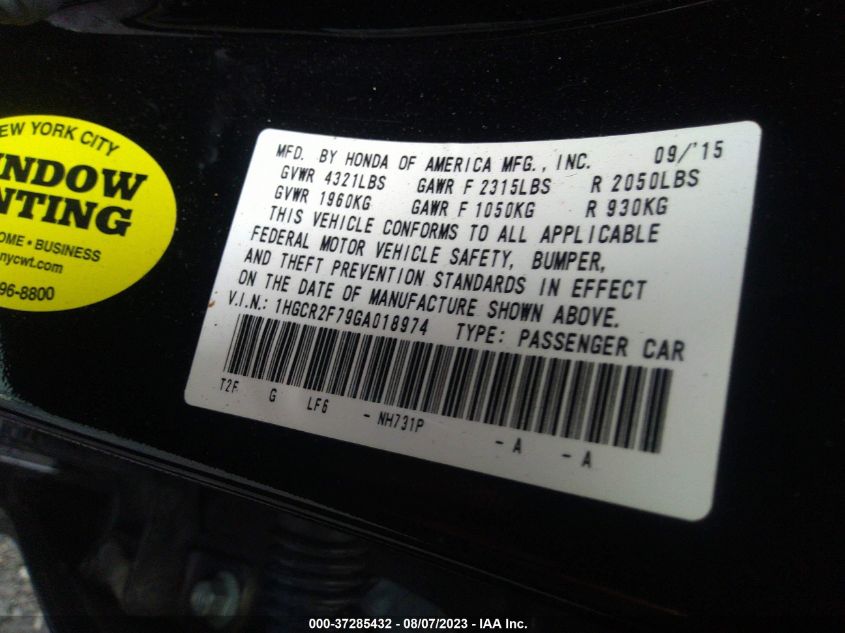 EW YORK CITY
NDOW
NTING
OME • BUSINESS
nycwt.com
96-8800
MFD. BY HONDA OF AMERICA MFG., INC. 09/'15
GVWR 4321LBS GAWR F 2315LBS R 2050LBS
GVWR 1960KG GAWR F 1050KG R 930KG
THIS VEHICLE CONFORMS TO ALL APPLICABLE
FEDERAL MOTOR VEHICLE SAFETY, BUMPER,
AND THEFT PREVENTION STANDARDS IN EFFECT
ON THE DATE OF MANUFACTURE SHOWN ABOVE.
V.I.N.: 1HGCR2F79GA018974 TYPE: PASSENGER CAR
T2F G LF6 - NH731P - A - A
000-37285432 - 08/07/2023 - IAA Inc.